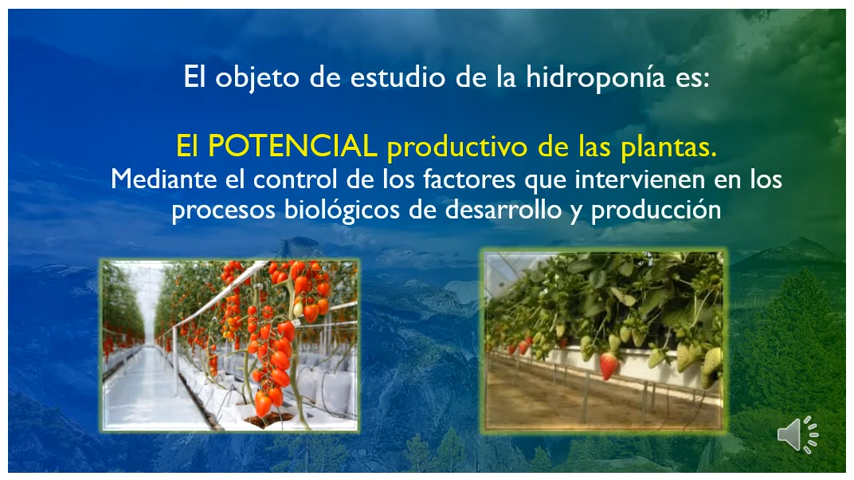 El objeto de estudio de la hidroponía es:
El POTENCIAL productivo de las plantas.
Mediante el control de los factores que intervienen en los
procesos biológicos de desarrollo y producción